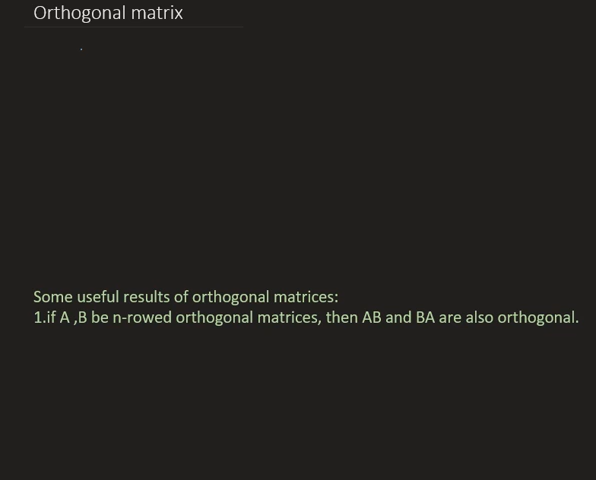 Orthogonal matrix
Some useful results of orthogonal matrices:
1.if A ,B be n-rowed orthogonal matrices, then AB and BA are also orthogonal.